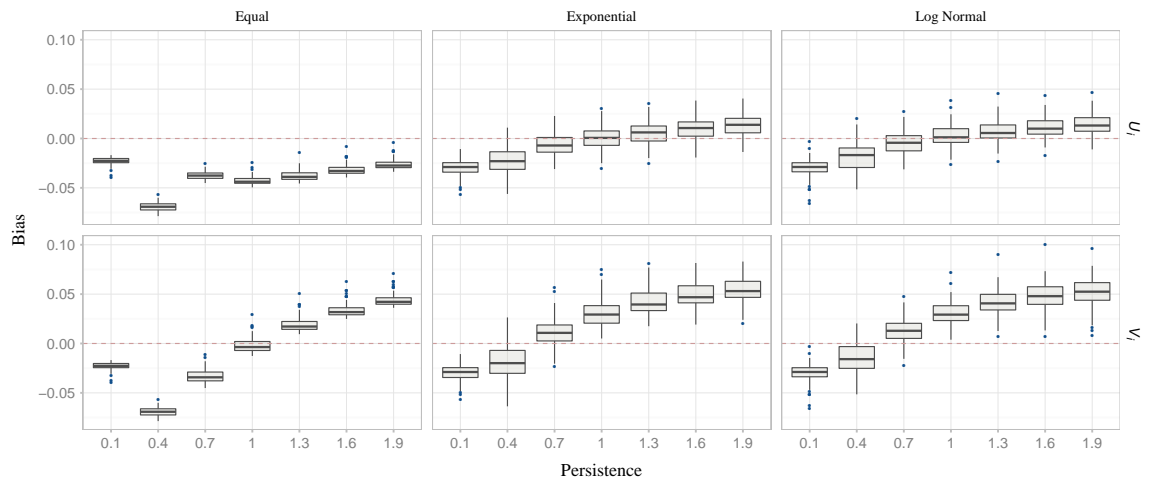 Equal Exponential Log Normal
0.10
0.05
0.00
−0.05
U_i
0.10
0.05
0.00
−0.05
V_i
Bias
0.1 0.4 0.7 1 1.3 1.6 1.9 0.1 0.4 0.7 1 1.3 1.6 1.9 0.1 0.4 0.7 1 1.3 1.6 1.9
Persistence